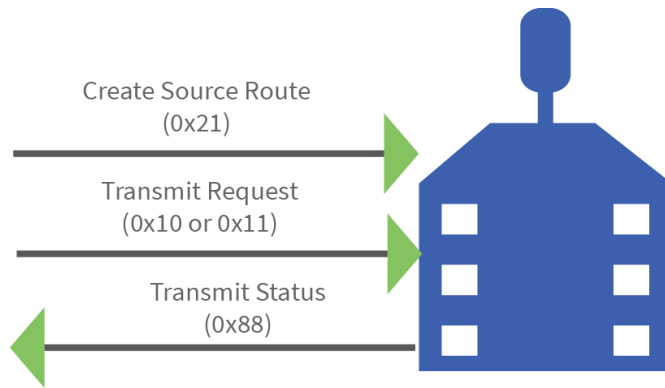 Create Source Route
(0x21)
Transmit Request
(0x10 or 0x11)
Transmit Status
(0x88)